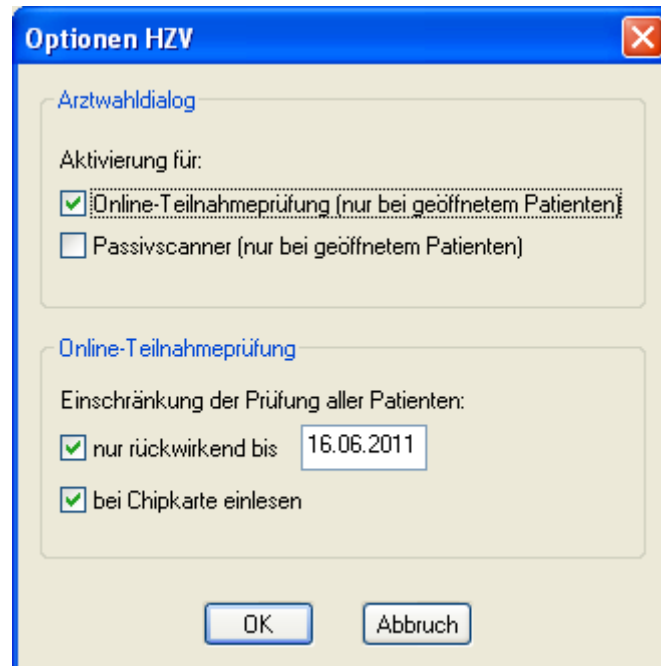 Optionen HZV
Arztwahldialog
Aktivierung für:
Online-Teilnahmeprüfung (nur bei geöffnetem Patienten)
Passivscanner (nur bei geöffnetem Patienten)
Online-Teilnahmeprüfung
Einschränkung der Prüfung aller Patienten:
nur rückwirkend bis 16.06.2011
bei Chipkarte einlesen
OK Abbruch